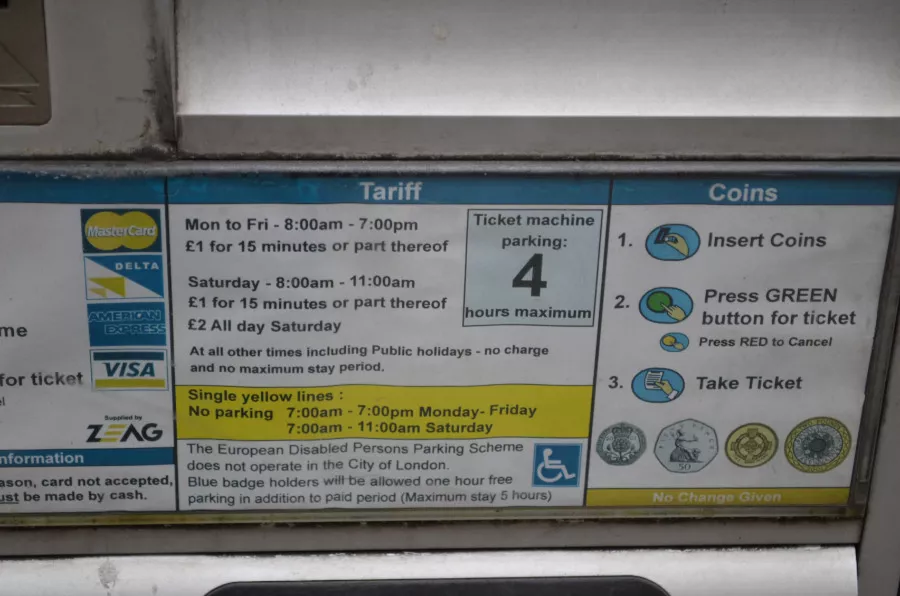 MasterCard
DELTA
AMERICAN
EXPRESS
me
VISA
for ticket
Supplied by
ZEAG
nformation
ason, card not accepted,
ust be made by cash.
Tariff
Mon to Fri - 8:00am - 7:00pm
£1 for 15 minutes or part thereof
Saturday - 8:00am - 11:00am
£1 for 15 minutes or part thereof
£2 All day Saturday
Ticket machine
parking:
4
hours maximum
At all other times including Public holidays - no charge
and no maximum stay period.
Single yellow lines :
No parking 7:00am - 7:00pm Monday- Friday
7:00am - 11:00am Saturday
The European Disabled Persons Parking Scheme
does not operate in the City of London.
Blue badge holders will be allowed one hour free
parking in addition to paid period (Maximum stay 5 hours)
Coins
1. Insert Coins
2. Press GREEN
button for ticket
Press RED to Cancel
3. Take Ticket
50
No Change Given